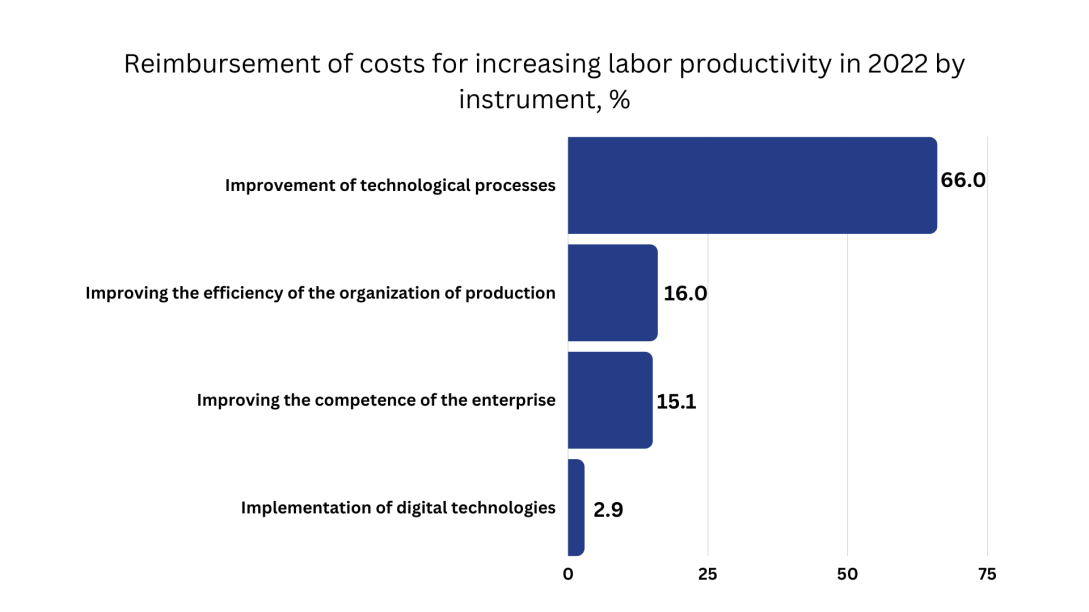 Reimbursement of costs for increasing labor productivity in 2022 by
instrument, %
Improvement of technological processes
66.0
Improving the efficiency of the organization of production
16.0
Improving the competence of the enterprise
15.1
Implementation of digital technologies
2.9
0 25 50 75